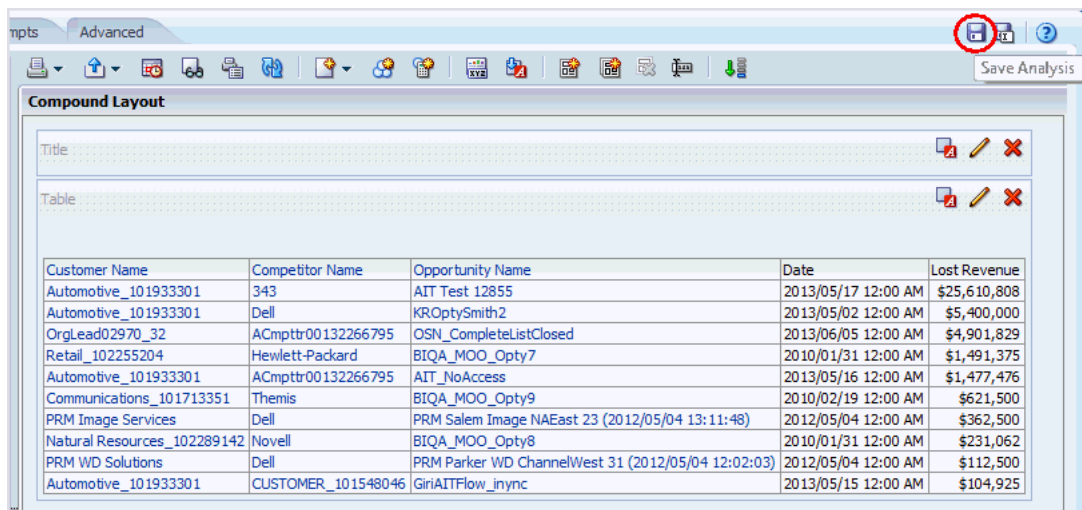 mpts Advanced
Save Analysis
Compound Layout
Title
Table
Customer Name Competitor Name Opportunity Name Date Lost Revenue
Automotive_101933301 343 AIT Test 12855 2013/05/17 12:00 AM $25,610,808
Automotive_101933301 Dell KROptySmith2 2013/05/02 12:00 AM $5,400,000
OrgLead02970_32 ACmpttr00132266795 OSN_CompleteListClosed 2013/06/05 12:00 AM $4,901,829
Retail_102255204 Hewlett-Packard BIQA_MOO_Opty7 2010/01/31 12:00 AM $1,491,375
Automotive_101933301 ACmpttr00132266795 AIT_NoAccess 2013/05/16 12:00 AM $1,477,476
Communications_101713351 Themis BIQA_MOO_Opty9 2010/02/19 12:00 AM $621,500
PRM Image Services Dell PRM Salem Image NAEast 23 (2012/05/04 13:11:48) 2012/05/04 12:00 AM $362,500
Natural Resources_102289142 Novell BIQA_MOO_Opty8 2010/01/31 12:00 AM $231,062
PRM WD Solutions Dell PRM Parker WD ChannelWest 31 (2012/05/04 12:02:03) 2012/05/04 12:00 AM $112,500
Automotive_101933301 CUSTOMER_101548046 GiriAITFlow_inync 2013/05/15 12:00 AM $104,925